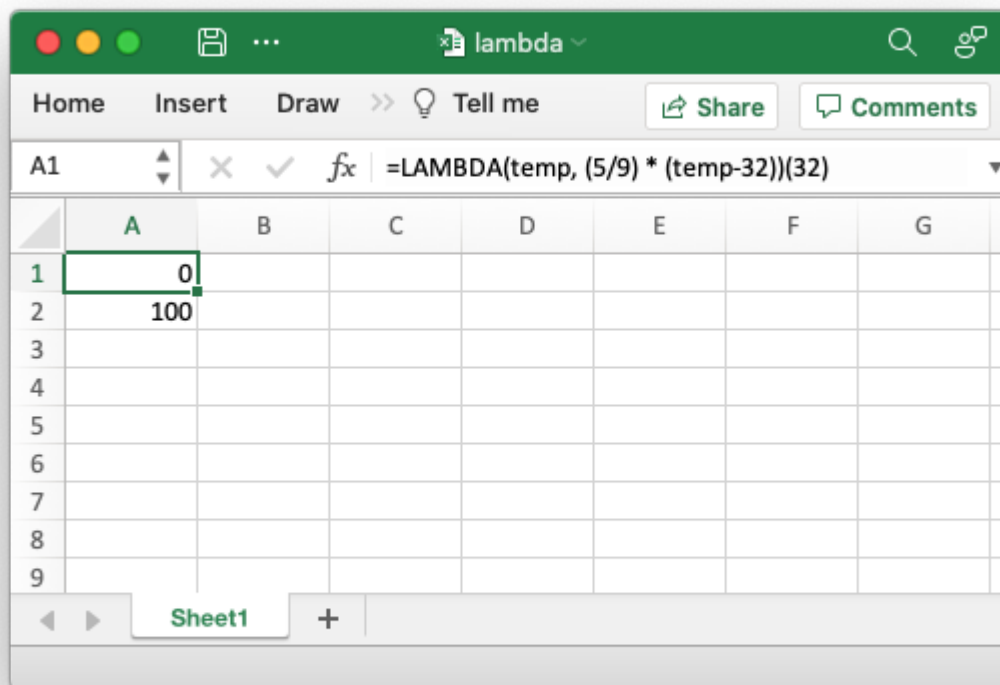 lambda
Home Insert Draw >> Tell me Share Comments
A1 fx =LAMBDA(temp, (5/9) * (temp-32))(32)
A B C D E F G
1 0
2 100
3
4
5
6
7
8
9
Sheet1 +